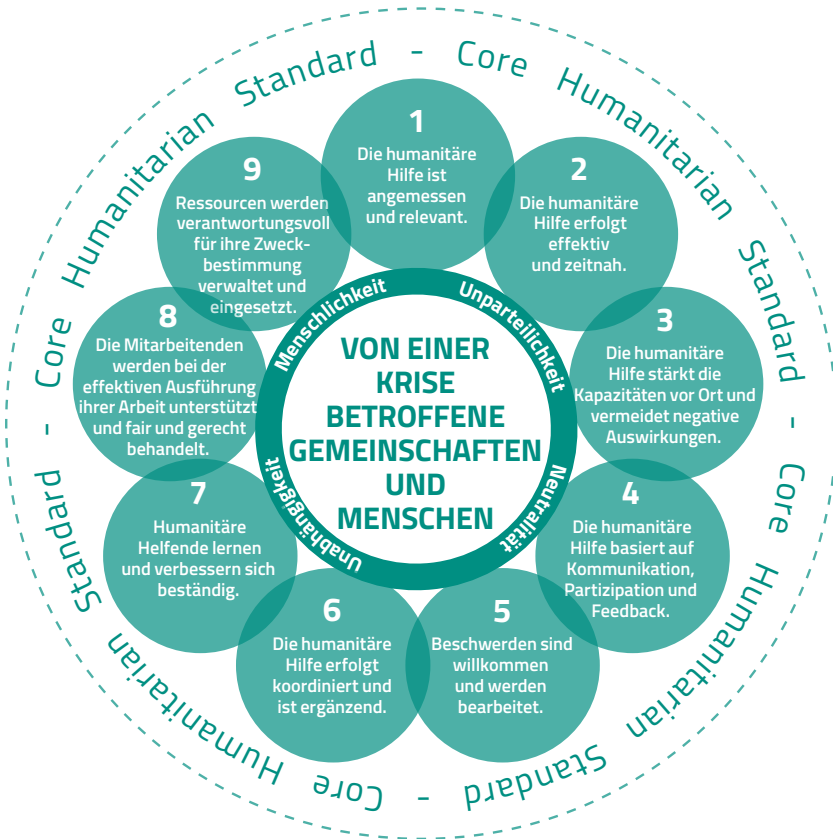 Core Humanitarian Standard - Core Humanitarian Standard - Core Humanitarian Standard - Core Humanitarian Standard -
1
Die humanitäre
Hilfe ist
angemessen
und relevant.
2
Die humanitäre
Hilfe erfolgt
effektiv
und zeitnah.
3
Die humanitäre
Hilfe stärkt die
Kapazitäten vor Ort und
vermeidet negative
Auswirkungen.
4
Die humanitäre
Hilfe basiert auf
Kommunikation,
Partizipation und
Feedback.
5
Beschwerden sind
willkommen
und werden
bearbeitet.
6
Die humanitäre
Hilfe erfolgt
koordiniert und
ist ergänzend.
7
Humanitäre
Helfende lernen
und verbessern sich
beständig.
8
Die Mitarbeitenden
werden bei der
effektiven Ausführung
ihrer Arbeit unterstützt
und fair und gerecht
behandelt.
9
Ressourcen werden
verantwortungsvoll
für ihre Zweck-
bestimmung
verwaltet und
eingesetzt.
Menschlichkeit
Unparteilichkeit
Neutralität
Unabhängigkeit
VON EINER
KRISE
BETROFFENE
GEMEINSCHAFTEN
UND
MENSCHEN